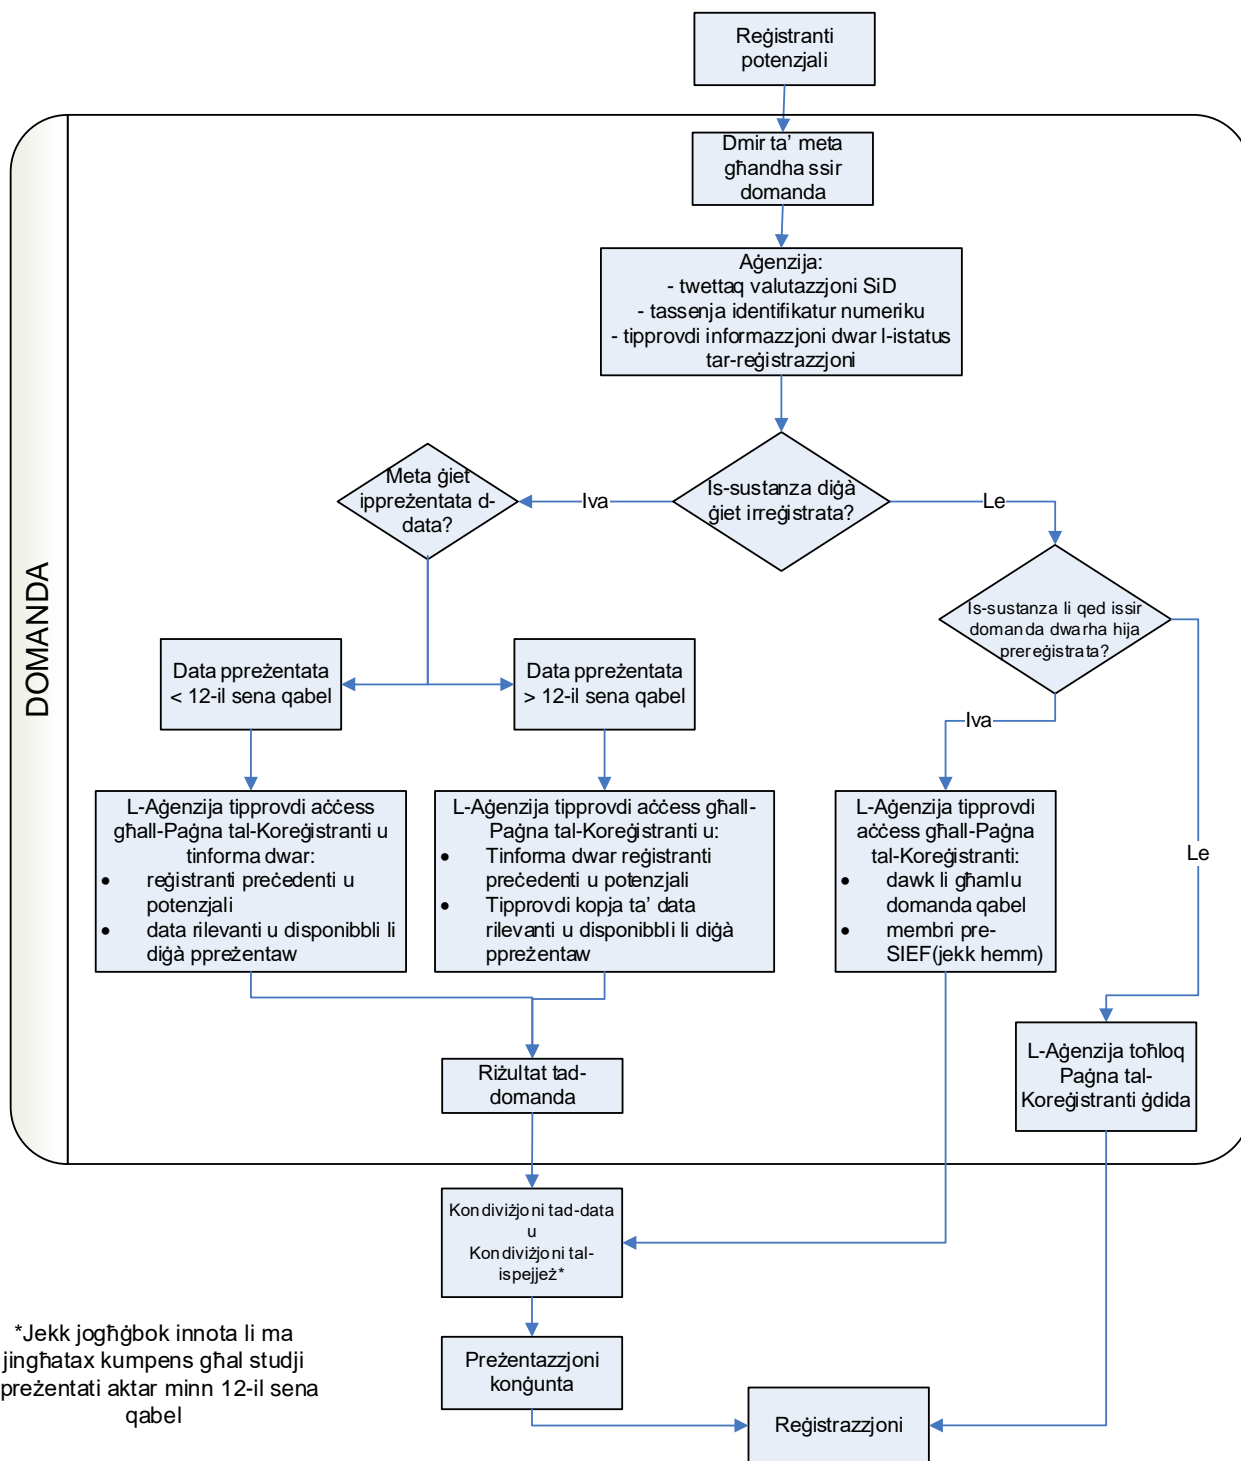 Reġistranti
potenzjali
Dmir ta’ meta
għandha ssir
domanda
Aġenzija:
- twettaq valutazzjoni SiD
- tassenja identifikatur numeriku
- tipprovdi informazzjoni dwar l-istatus
tar-reġistrazzjoni
Is-sustanza diġà
ġiet irreġistrata?
Iva
Le
Meta ġiet
ippreżentata d-
data?
Is-sustanza li qed issir
domanda dwarha hija
prereġistrata?
DOMANDA
Data ppreżentata
< 12-il sena qabel
Data ppreżentata
> 12-il sena qabel
Iva
Le
L-Aġenzija tipprovdi aċċess
għall-Paġna tal-Koreġistranti u
tinforma dwar:
• reġistranti preċedenti u
potenzjali
• data rilevanti u disponibbli li
diġà ppreżentaw
L-Aġenzija tipprovdi aċċess għall-
Paġna tal-Koreġistranti u:
• Tinforma dwar reġistranti
preċedenti u potenzjali
• Tipprovdi kopja ta’ data
rilevanti u disponibbli li diġà
ppreżentaw
L-Aġenzija tipprovdi
aċċess għall-Paġna
tal-Koreġistranti:
• dawk li għamlu
domanda qabel
• membri pre-
SIEF(jekk hemm)
L-Aġenzija toħloq
Paġna tal-
Koreġistranti ġdida
Riżultat tad-
domanda
Kondiviżjoni tad-data
u
Kondiviżjoni tal-
ispejjeż*
Preżentazzjoni
konġunta
Reġistrazzjoni
*Jekk jogħġbok innota li ma
jingħatax kumpens għal studji
preżentati aktar minn 12-il sena
qabel